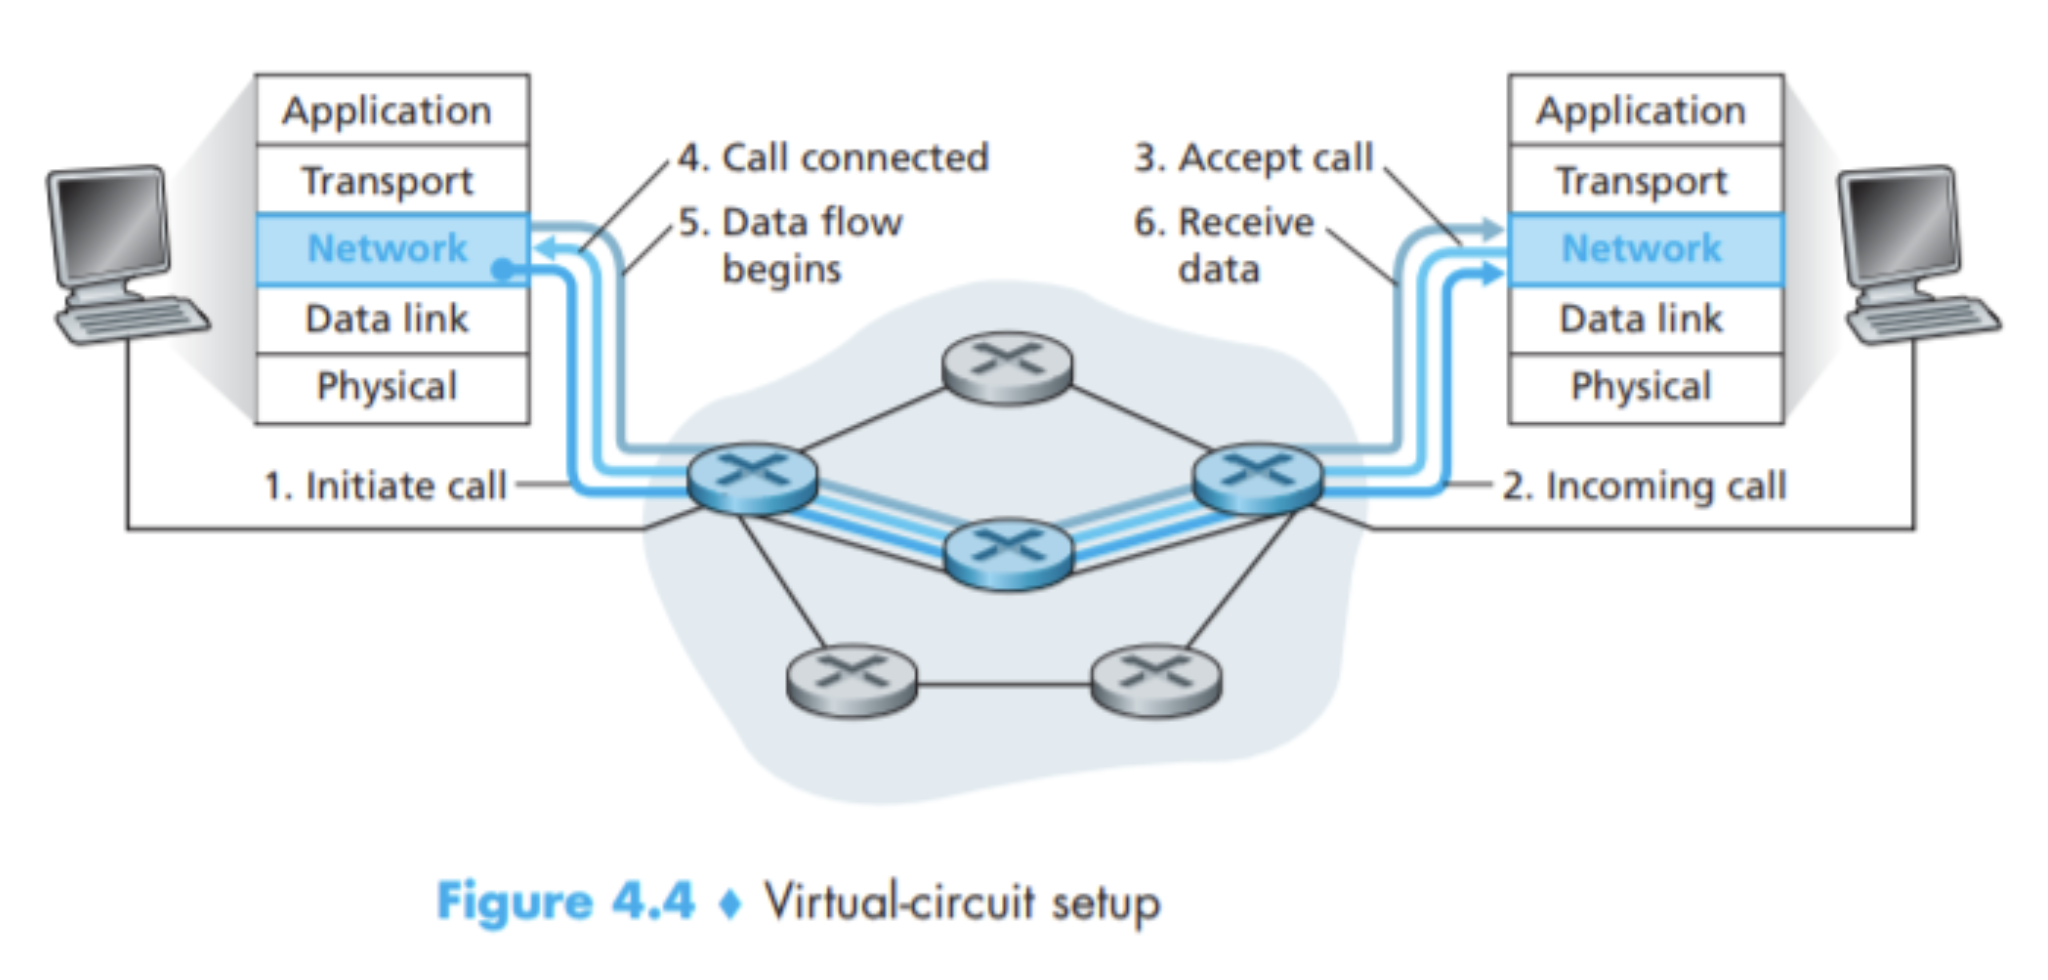 Application
Transport
Network
Data link
Physical
4. Call connected
5. Data flow
begins
1. Initiate call
3. Accept call
6. Receive
data
2. Incoming call
Application
Transport
Network
Data link
Physical
Figure 4.4 ♦ Virtual-circuit setup